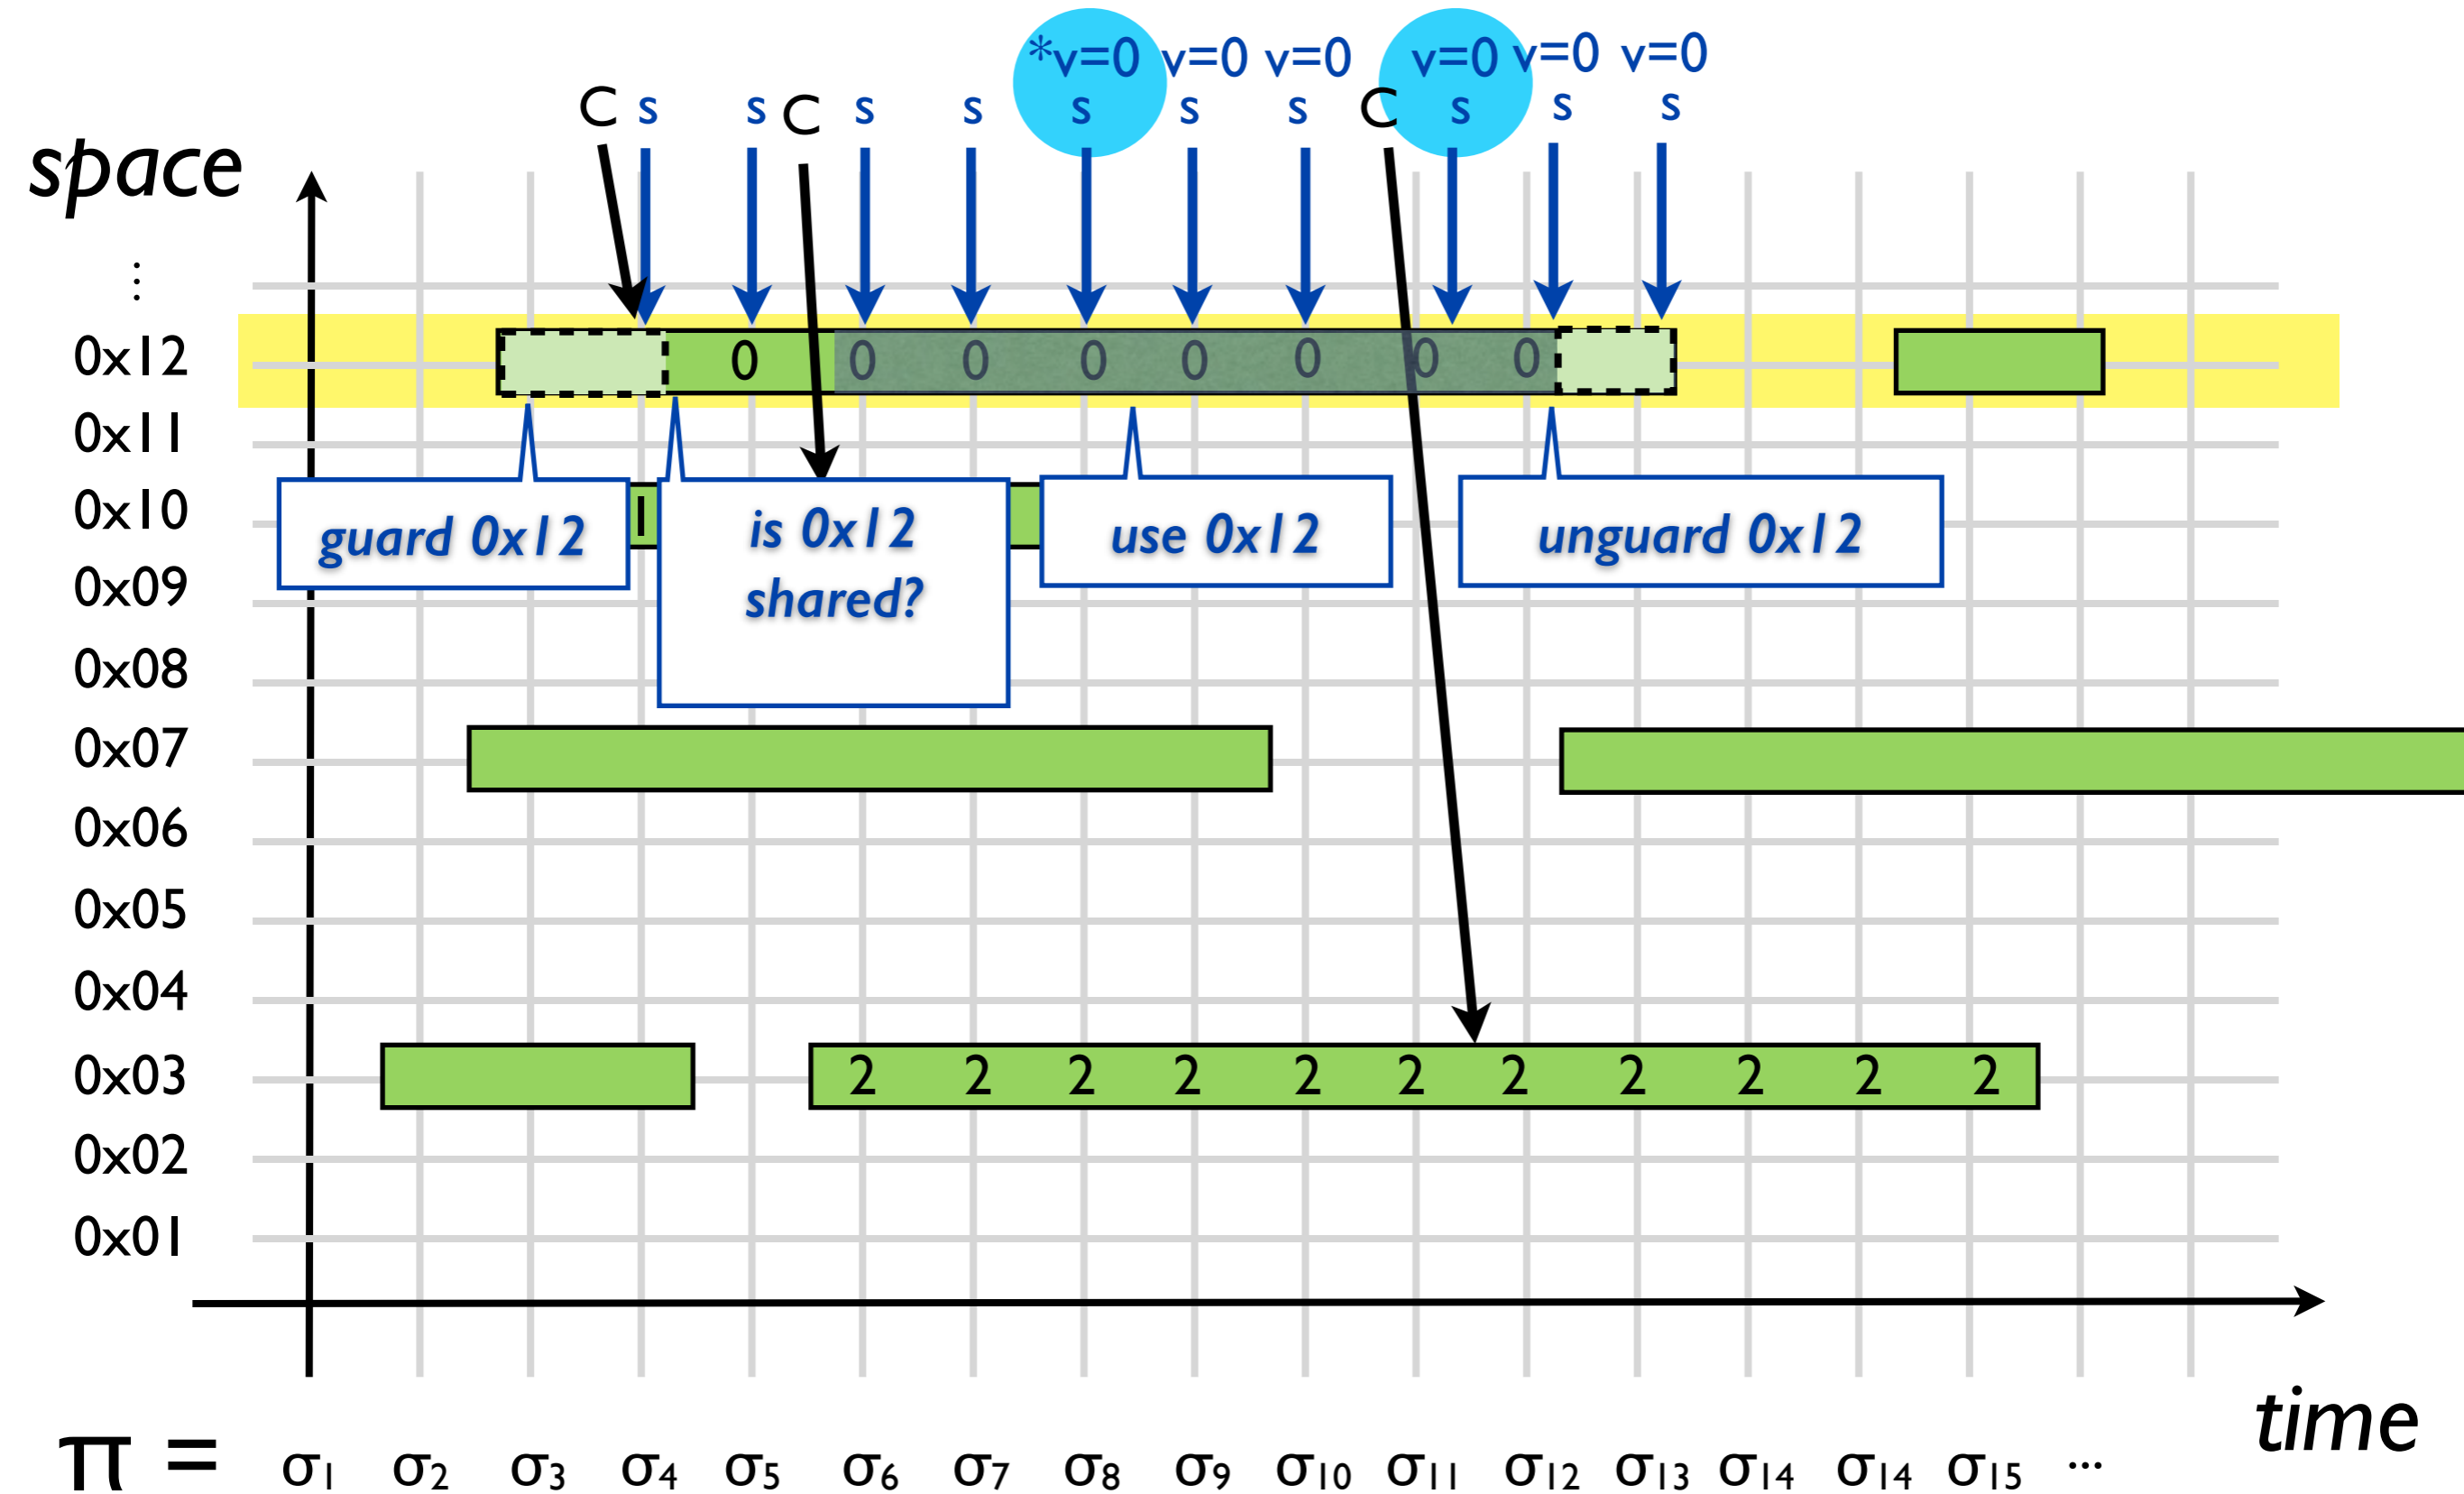 *v=0 v=0 v=0 v=0 v=0 v=0
C s s C s s s s s C s s s
space
⋮
0x12 0 0 0 0 0 0 0 0
0x11
0x10 1
guard 0x12
is 0x12
shared?
use 0x12
unguard 0x12
0x09
0x08
0x07
0x06
0x05
0x04
0x03 2 2 2 2 2 2 2 2 2 2 2
0x02
0x01
time
π = σ1 σ2 σ3 σ4 σ5 σ6 σ7 σ8 σ9 σ10 σ11 σ12 σ13 σ14 σ14 σ15 ...